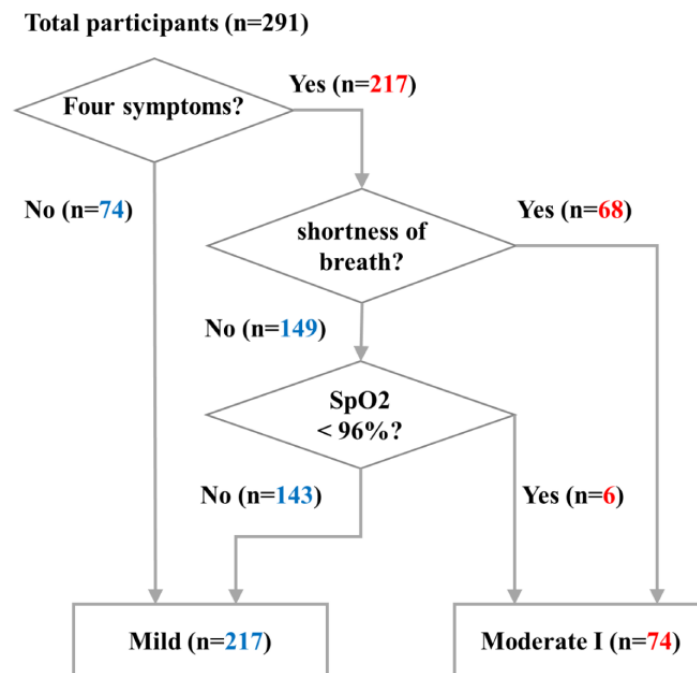 Total participants (n=291)
Yes (n=217)
Four symptoms?
No (n=74)
Yes (n=68)
shortness of
breath?
No (n=149)
SpO2
< 96%?
No (n=143)
Yes (n=6)
Mild (n=217)
Moderate I (n=74)